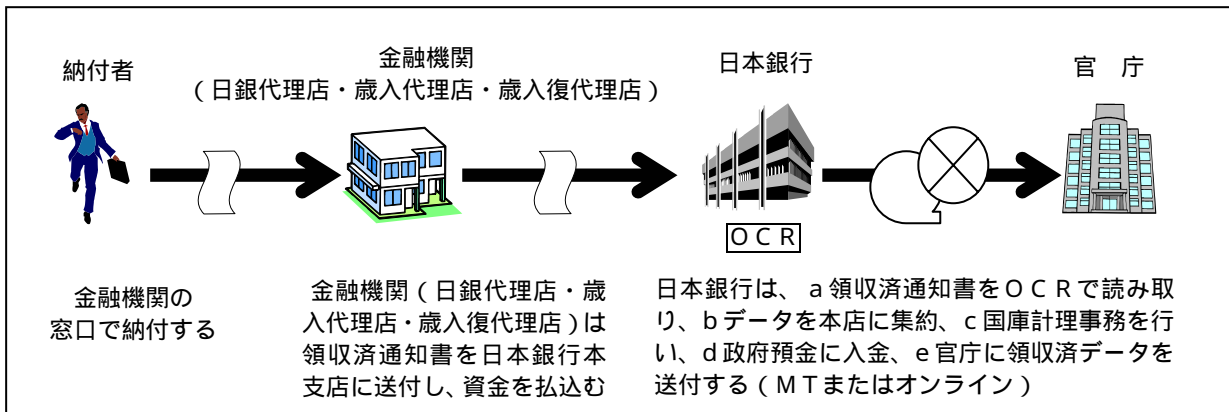 納付者
金融機関
（日銀代理店・歳入代理店・歳入復代理店）
日本銀行
官　庁
ＯＣＲ
金融機関の
窓口で納付する
金融機関（日銀代理店・歳
入代理店・歳入復代理店）は
領収済通知書を日本銀行本
支店に送付し、資金を払込む
日本銀行は、ａ領収済通知書をＯＣＲで読み取
り、ｂデータを本店に集約、ｃ国庫計理事務を行
い、ｄ政府預金に入金、ｅ官庁に領収済データを
送付する（ＭＴまたはオンライン）